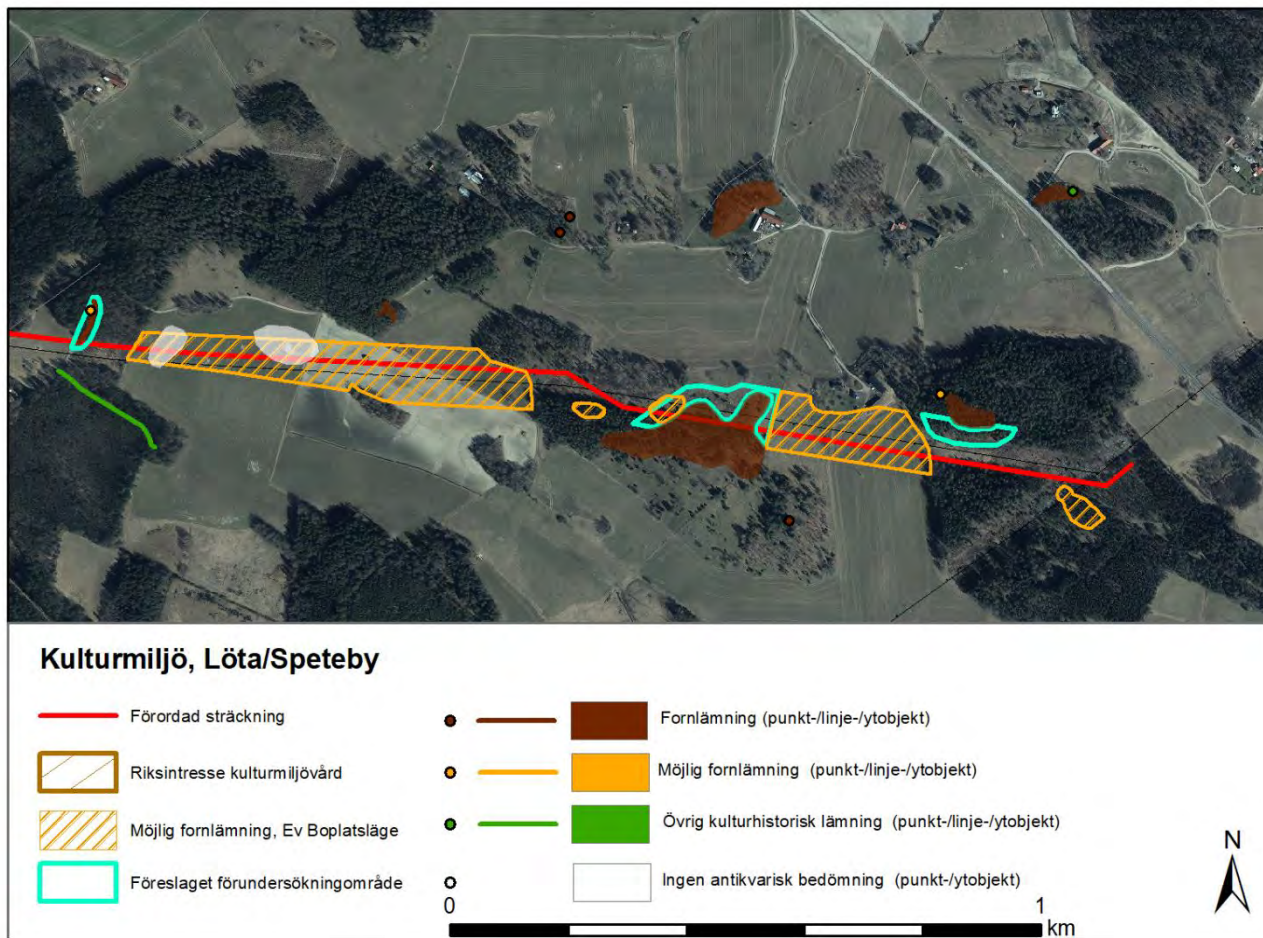 Kulturmiljö, Löta/Speteby
Förordad sträckning
Riksintresse kulturmiljövård
Möjlig fornlämning, Ev Boplatsläge
Föreslaget förundersökningområde
Fornlämning (punkt-/linje-/ytobjekt)
Möjlig fornlämning (punkt-/linje-/ytobjekt)
Övrig kulturhistorisk lämning (punkt-/linje-/ytobjekt)
Ingen antikvarisk bedömning (punkt-/ytobjekt)
N
0 1
km